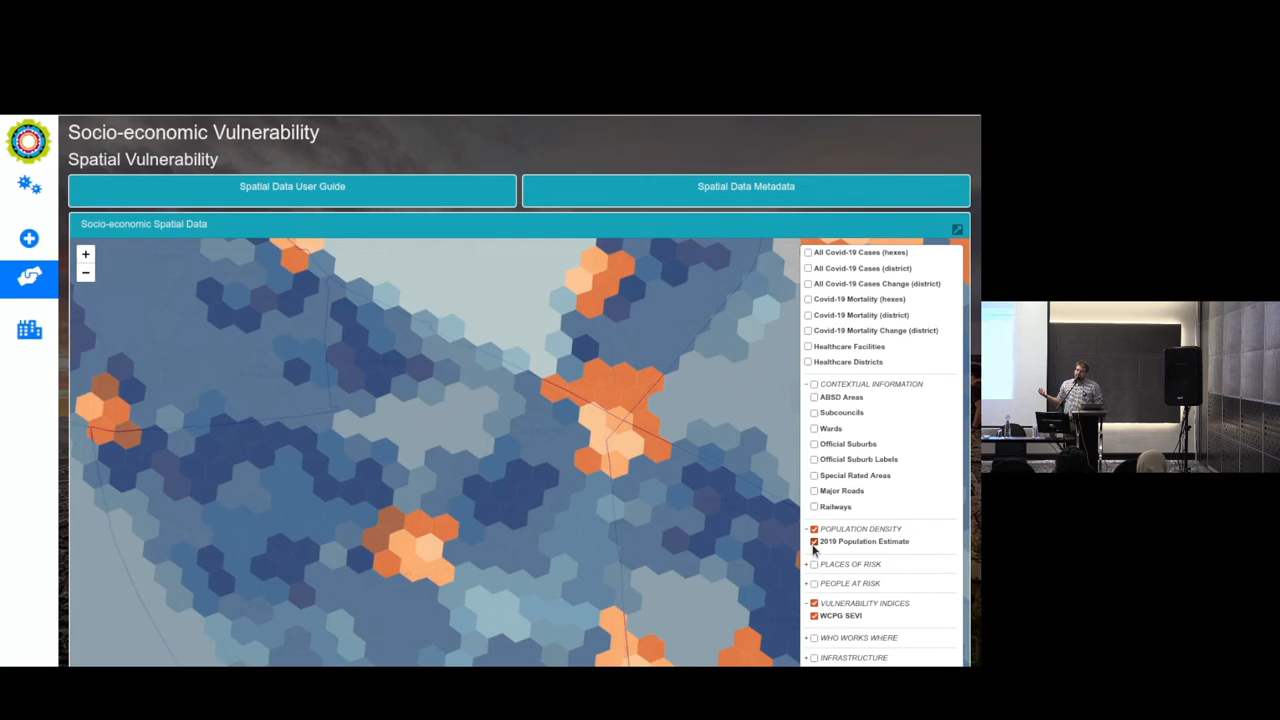 Socio-economic Vulnerability
Spatial Vulnerability
Spatial Data User Guide
Spatial Data Metadata
Socio-economic Spatial Data
+
−
All Covid-19 Cases (hexes)
All Covid-19 Cases (district)
All Covid-19 Cases Change (district)
Covid-19 Mortality (hexes)
Covid-19 Mortality (district)
Covid-19 Mortality Change (district)
Healthcare Facilities
Healthcare Districts
− CONTEXTUAL INFORMATION
ABSD Areas
Subcouncils
Wards
Official Suburbs
Official Suburb Labels
Special Rated Areas
Major Roads
Railways
− POPULATION DENSITY
2019 Population Estimate
+ PLACES OF RISK
+ PEOPLE AT RISK
− VULNERABILITY INDICES
WCPG SEVI
+ WHO WORKS WHERE
+ INFRASTRUCTURE